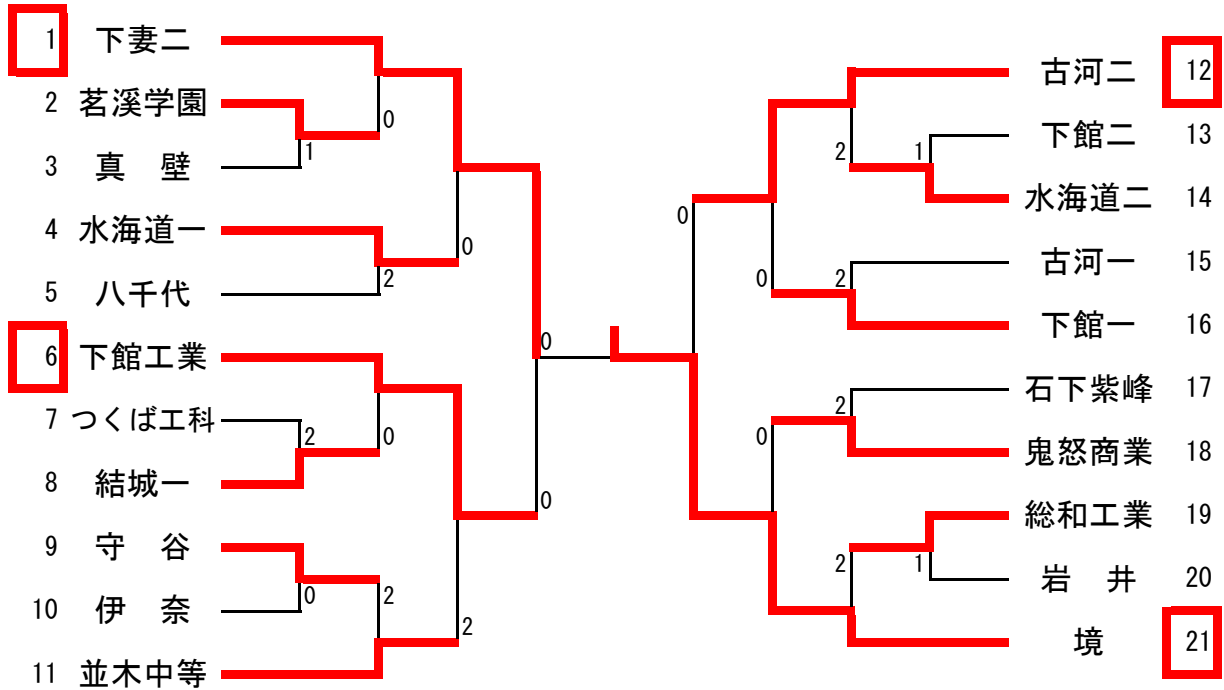 1 下妻二
2 茗溪学園
3 真 壁
4 水海道一
5 八千代
6 下館工業
7 つくば工科
8 結城一
9 守 谷
10 伊 奈
11 並木中等
0
1
0
2
0
2
0
0
0
2
2
0
0
2
1
0
2
2
0
2
1
古河二 12
下館二 13
水海道二 14
古河一 15
下館一 16
石下紫峰 17
鬼怒商業 18
総和工業 19
岩 井 20
境 21